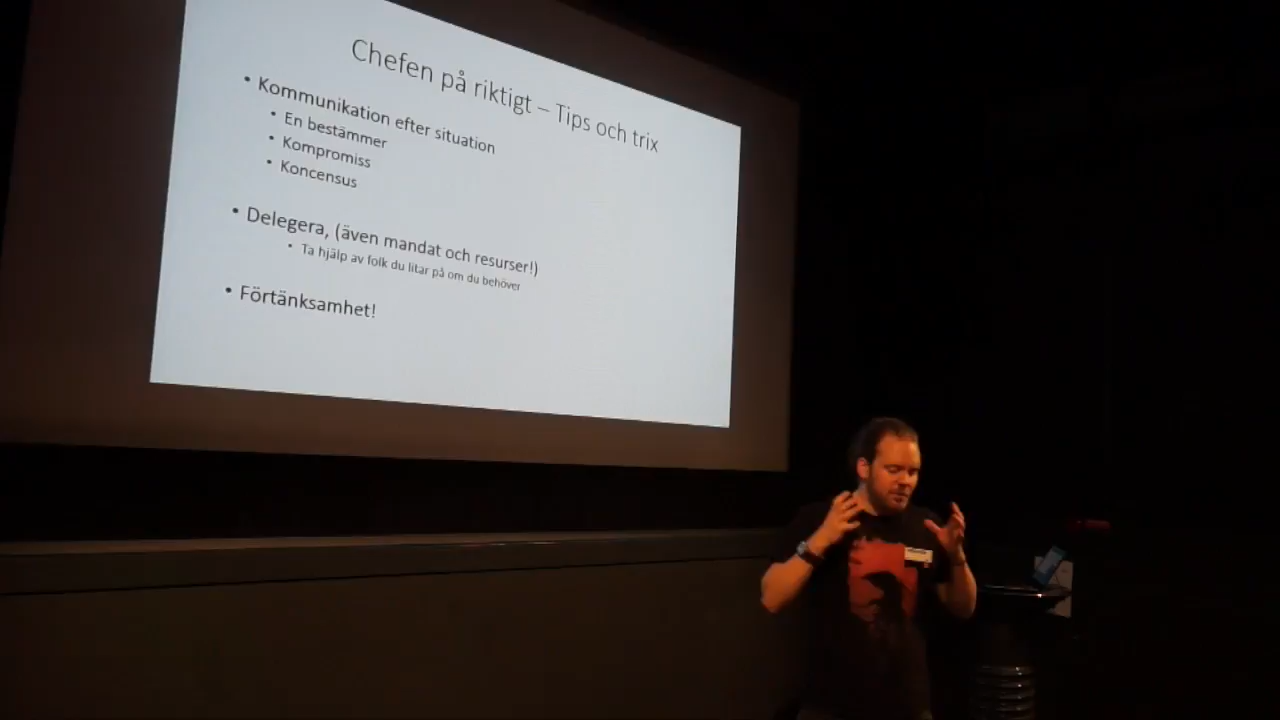 Chefen på riktigt – Tips och trix
• Kommunikation efter situation
• En bestämmer
• Kompromiss
• Koncensus
• Delegera, (även mandat och resurser!)
• Ta hjälp av folk du litar på om du behöver
• Förtänksamhet!